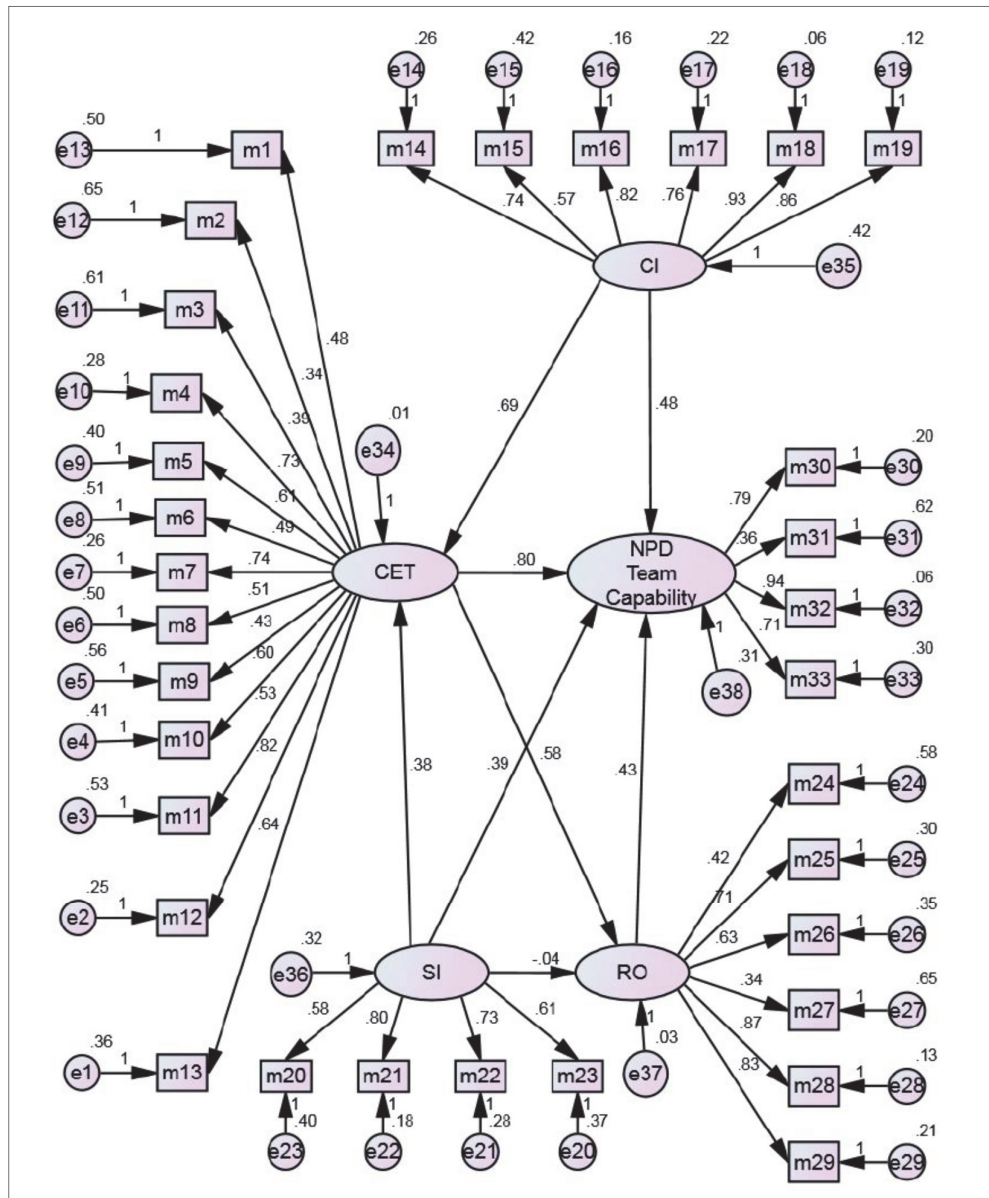 .26 .42 .16 .22 .06 .12
e14 e15 e16 e17 e18 e19
1 1 1 1 1 1
m14 m15 m16 m17 m18 m19
.74 .57 .82 .76 .93 .86
CI
1
.42
e35
.50
e13 1 m1
.65
e12 1 m2
.61
e11 1 m3
.28
e10 1 m4
.40
e9 1 m5
.51
e8 1 m6
.26
e7 1 m7
.50
e6 1 m8
.56
e5 1 m9
.41
e4 1 m10
.53
e3 1 m11
.25
e2 1 m12
.36
e1 1 m13
.48
.34
.39
.73
.61
.49
.74
.51
.43
.60
.53
.82
.64
.01
e34
1
CET
.69
.48
.80
NPD
Team
Capability
1
.31
e38
.79
.36
.94
.71
.20
m30 1 e30
.62
m31 1 e31
.06
m32 1 e32
.30
m33 1 e33
.38
.39
.58
.43
.32
e36 1
SI
-.04
RO
1
.03
e37
.58 .80 .73 .61
m20 m21 m22 m23
1 1 1 1
.40 .18 .28 .37
e23 e22 e21 e20
.42
.71
.63
.34
.87
.83
.58
m24 1 e24
.30
m25 1 e25
.35
m26 1 e26
.65
m27 1 e27
.13
m28 1 e28
.21
m29 1 e29